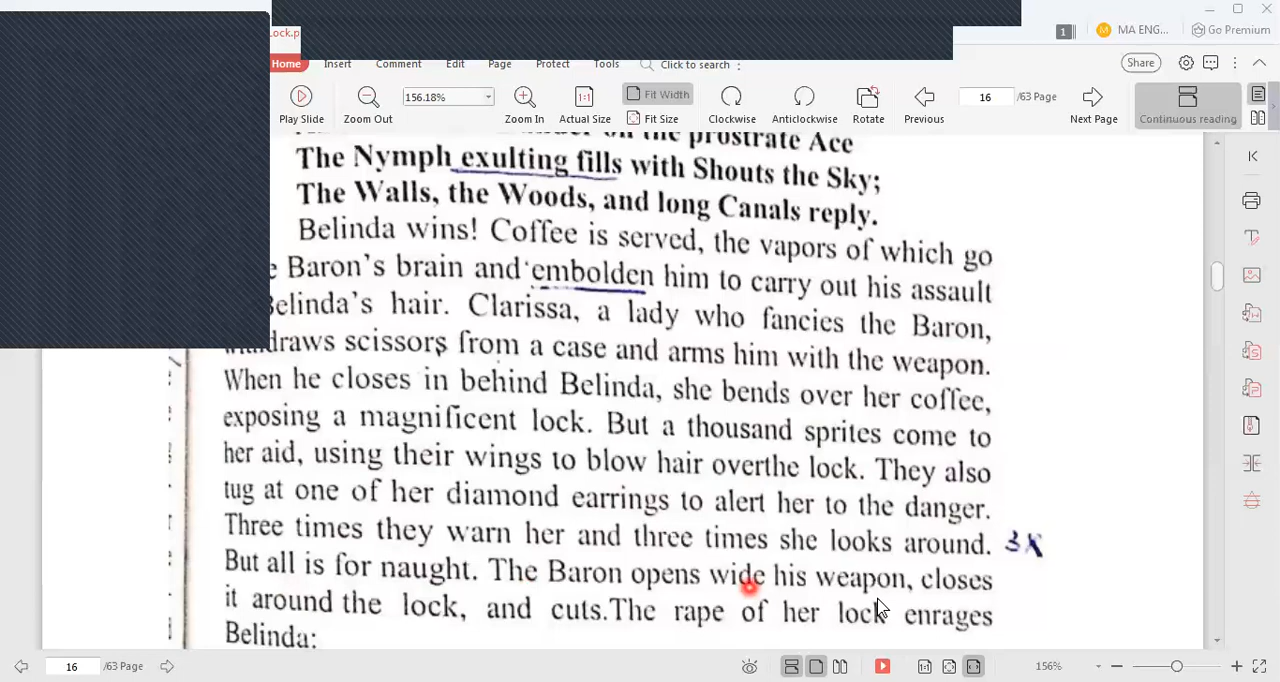 Lock.p
1 MA ENG... Go Premium
Home Insert Comment Edit Page Protect Tools Click to search : Share
156.18% Fit Width 16 /63 Page
Play Slide Zoom Out Zoom In Actual Size Fit Size Clockwise Anticlockwise Rotate Previous Next Page Continuous reading
on the prostrate Ace
The Nymph exulting fills with Shouts the Sky;
The Walls, the Woods, and long Canals reply.
Belinda wins! Coffee is served, the vapors of which go
Baron's brain and embolden him to carry out his assault
Belinda's hair. Clarissa, a lady who fancies the Baron,
withdraws scissors from a case and arms him with the weapon.
When he closes in behind Belinda, she bends over her coffee,
exposing a magnificent lock. But a thousand sprites come to
her aid, using their wings to blow hair overthe lock. They also
tug at one of her diamond earrings to alert her to the danger.
Three times they warn her and three times she looks around. 3X
But all is for naught. The Baron opens wide his weapon, closes
it around the lock, and cuts.The rape of her lock enrages
Belinda:
16 /63 Page 156%